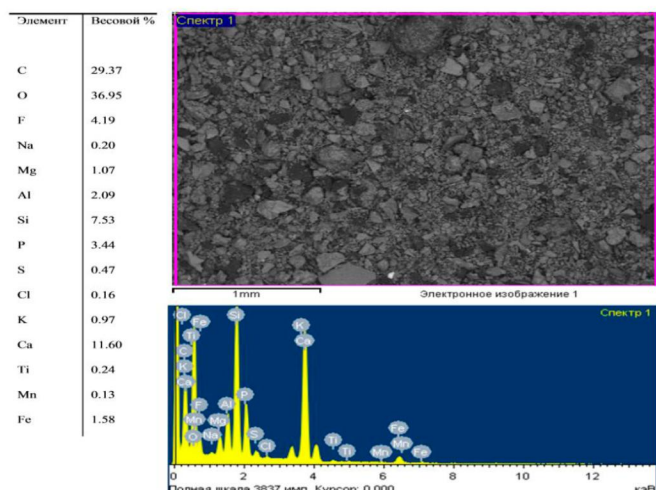 Элемент Весовой %
C 29.37
O 36.95
F 4.19
Na 0.20
Mg 1.07
Al 2.09
Si 7.53
P 3.44
S 0.47
Cl 0.16
K 0.97
Ca 11.60
Ti 0.24
Mn 0.13
Fe 1.58
Спектр 1
1mm
Электронное изображение 1
Спектр 1
Cl
Fe
Ti
C
K
Ca
F
Mn
O
Na
Mg
Al
Si
P
S
Cl
K
Ca
Ti
Ti
Mn
Fe
Mn
Fe
0 2 4 6 8 10 12
Полная шкала 3837 имп. Курсор: 0.000
кэВ